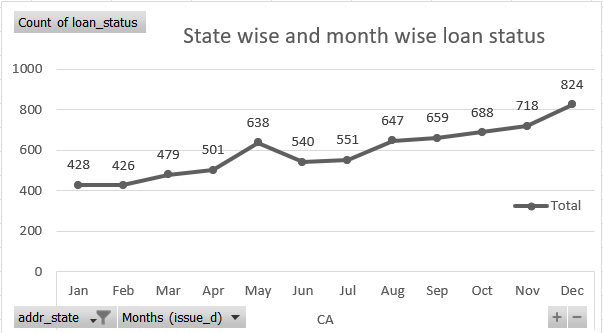 Count of loan_status
State wise and month wise loan status
1000
800
600
400
200
0
428 426 479 501 638 540 551 647 659 688 718 824
Total
Jan Feb Mar Apr May Jun Jul Aug Sep Oct Nov Dec
CA
addr_state Months (issue_d)
+ −